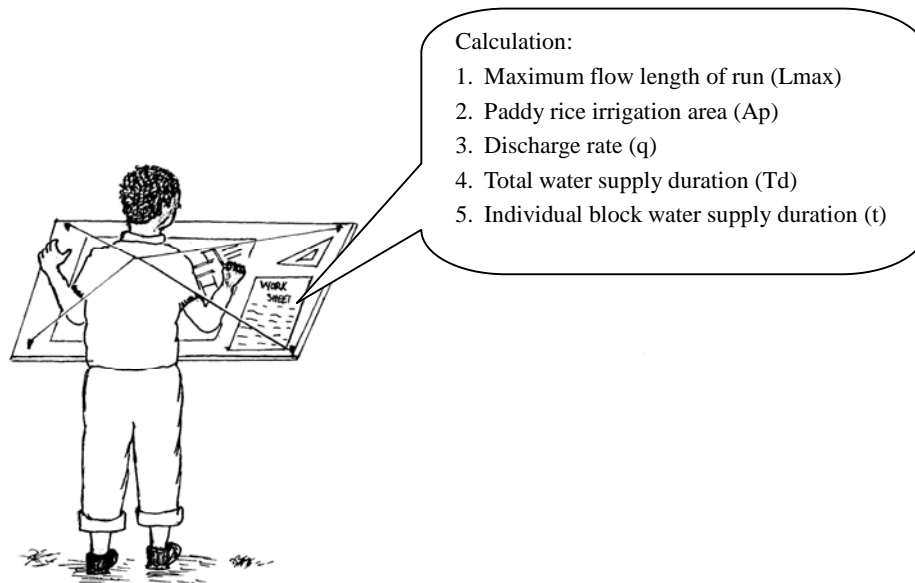 Calculation:
1. Maximum flow length of run (Lmax)
2. Paddy rice irrigation area (Ap)
3. Discharge rate (q)
4. Total water supply duration (Td)
5. Individual block water supply duration (t)
WORK
SHEET